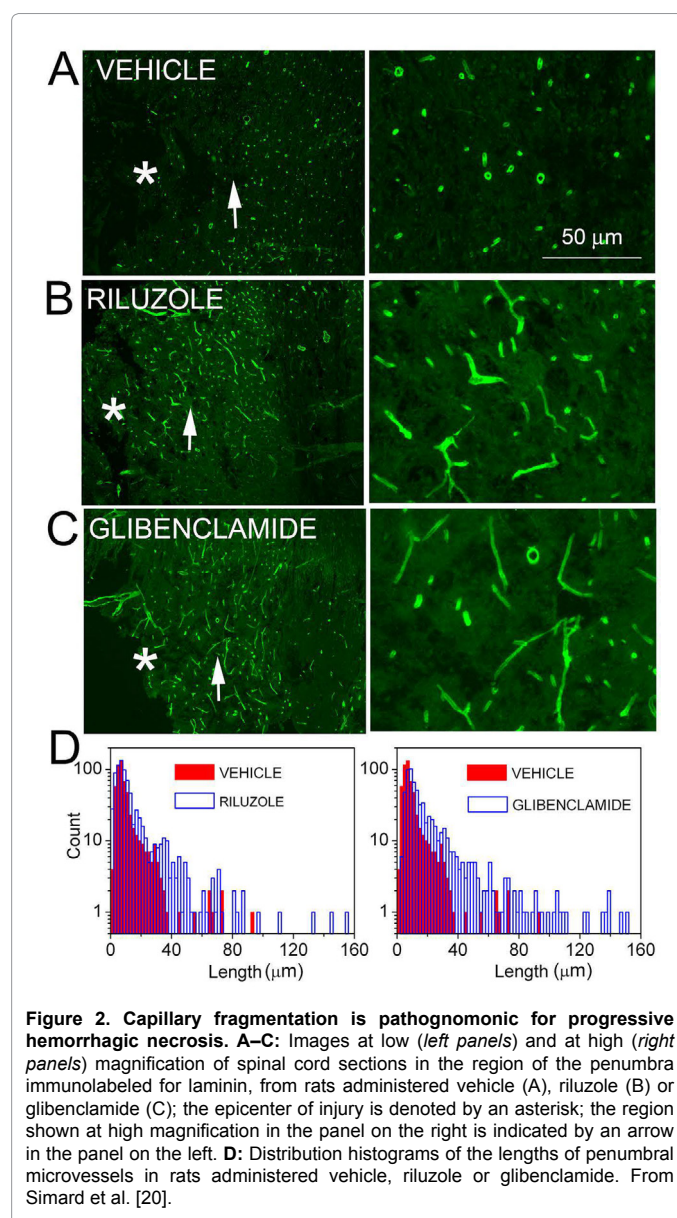 A VEHICLE
*
*
50 μm
B RILUZOLE
*
C GLIBENCLAMIDE
*
D
100
10
1
Count
VEHICLE
RILUZOLE
0 40 80 120 160
Length (μm)
100
10
1
VEHICLE
GLIBENCLAMIDE
0 40 80 120 160
Length (μm)
Figure 2. Capillary fragmentation is pathognomonic for progressive
hemorrhagic necrosis. A–C: Images at low (left panels) and at high (right
panels) magnification of spinal cord sections in the region of the penumbra
immunolabeled for laminin, from rats administered vehicle (A), riluzole (B) or
glibenclamide (C); the epicenter of injury is denoted by an asterisk; the region
shown at high magnification in the panel on the right is indicated by an arrow
in the panel on the left. D: Distribution histograms of the lengths of penumbral
microvessels in rats administered vehicle, riluzole or glibenclamide. From
Simard et al. [20].